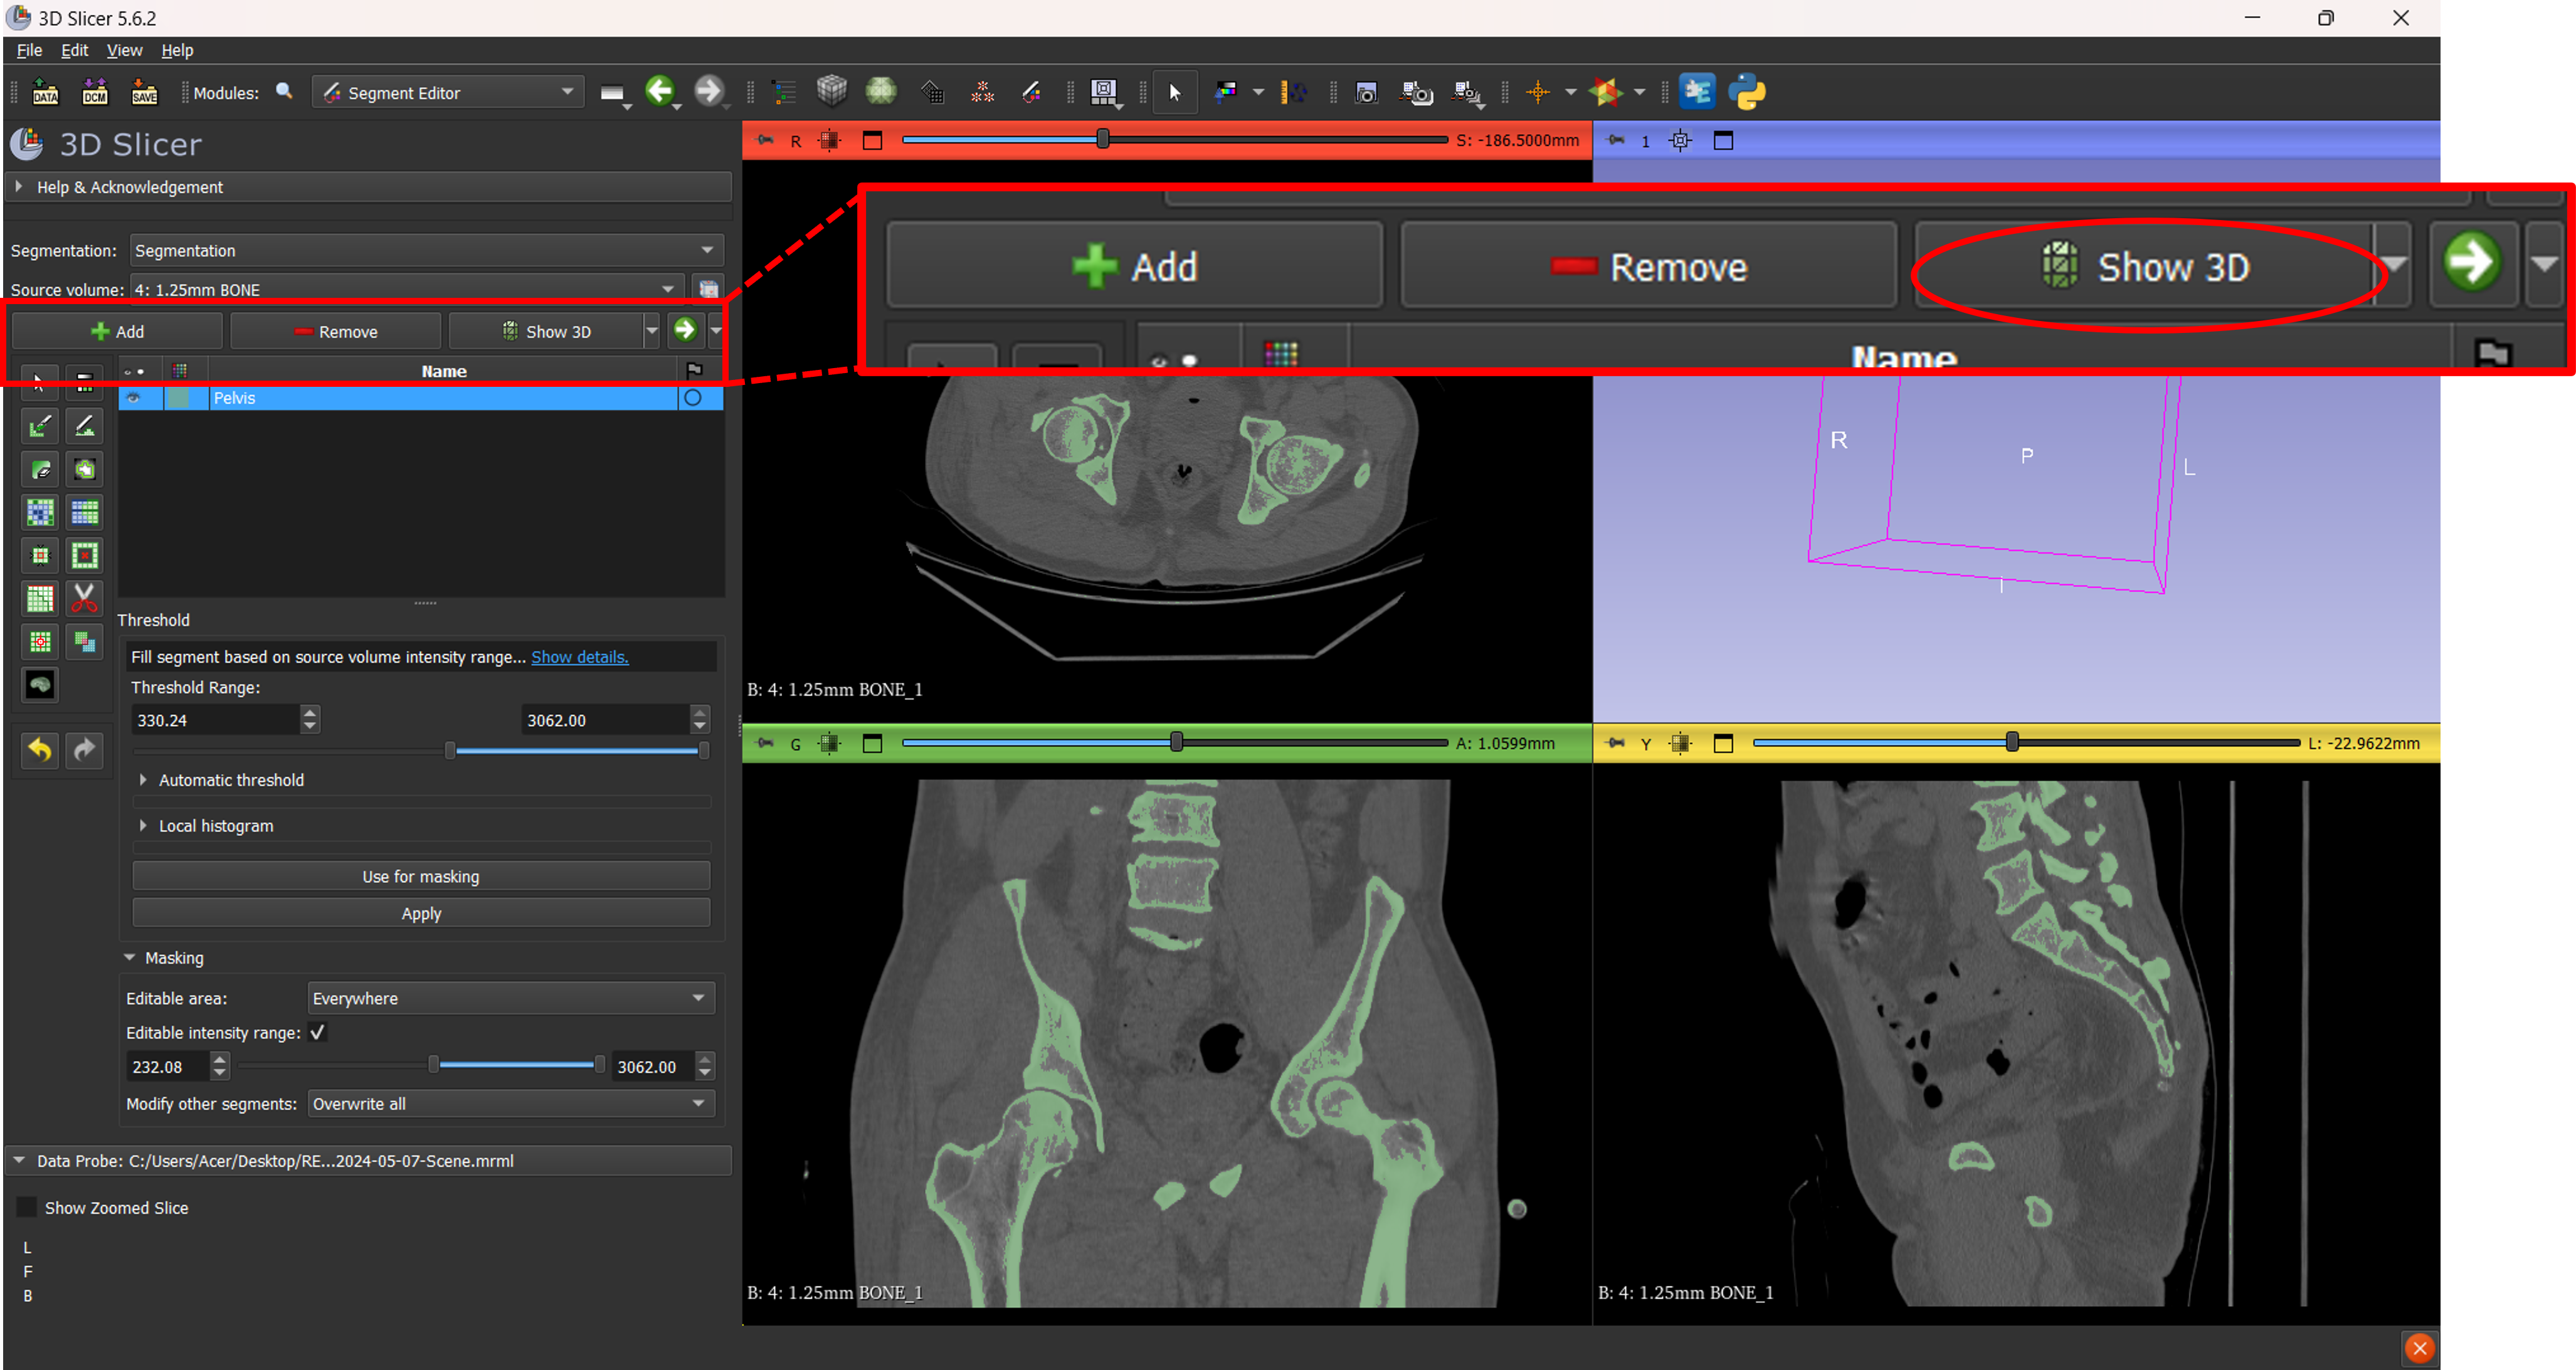 3D Slicer 5.6.2
File Edit View Help
DATA DCM SAVE Modules: Segment Editor
3D Slicer
Help & Acknowledgement
Segmentation: Segmentation
Source volume: 4: 1.25mm BONE
Add Remove Show 3D
Name
Pelvis
Threshold
Fill segment based on source volume intensity range... Show details.
Threshold Range:
330.24 3062.00
Automatic threshold
Local histogram
Use for masking
Apply
Masking
Editable area: Everywhere
Editable intensity range:
232.08 3062.00
Modify other segments: Overwrite all
Data Probe: C:/Users/Acer/Desktop/RE...2024-05-07-Scene.mrml
Show Zoomed Slice
L
F
B
R S: -186.5000mm
1
Add Remove Show 3D
Name
R P L
I
B: 4: 1.25mm BONE_1
G A: 1.0599mm
Y L: -22.9622mm
B: 4: 1.25mm BONE_1
B: 4: 1.25mm BONE_1